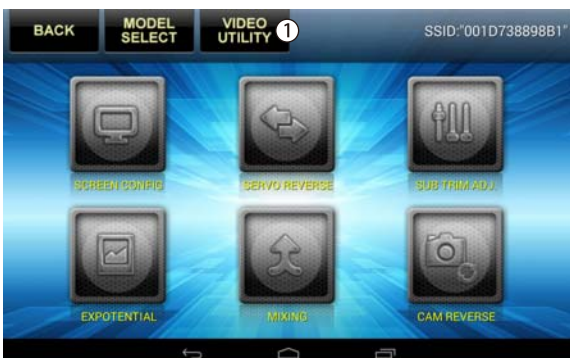 BACK
MODEL SELECT
VIDEO UTILITY
1
SSID:"001D738898B1"
SCREEN CONFIG
SERVO REVERSE
SUB TRIM ADJ.
EXPOTENTIAL
MIXING
CAM REVERSE